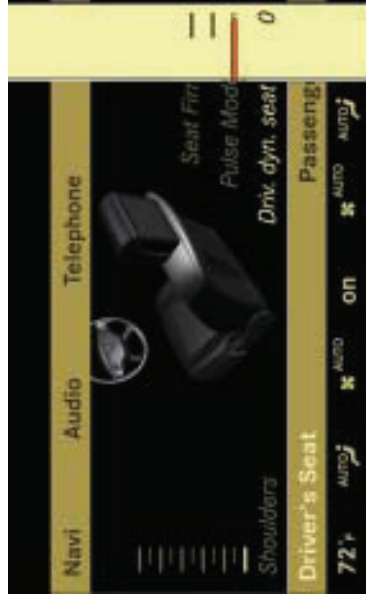 Navi Audio Telephone
Seat Firm
Pulse Mod
Shoulders Driv. dyn. seat 0
Driver's Seat Passeng
72°F AUTO AUTO on AUTO AUTO